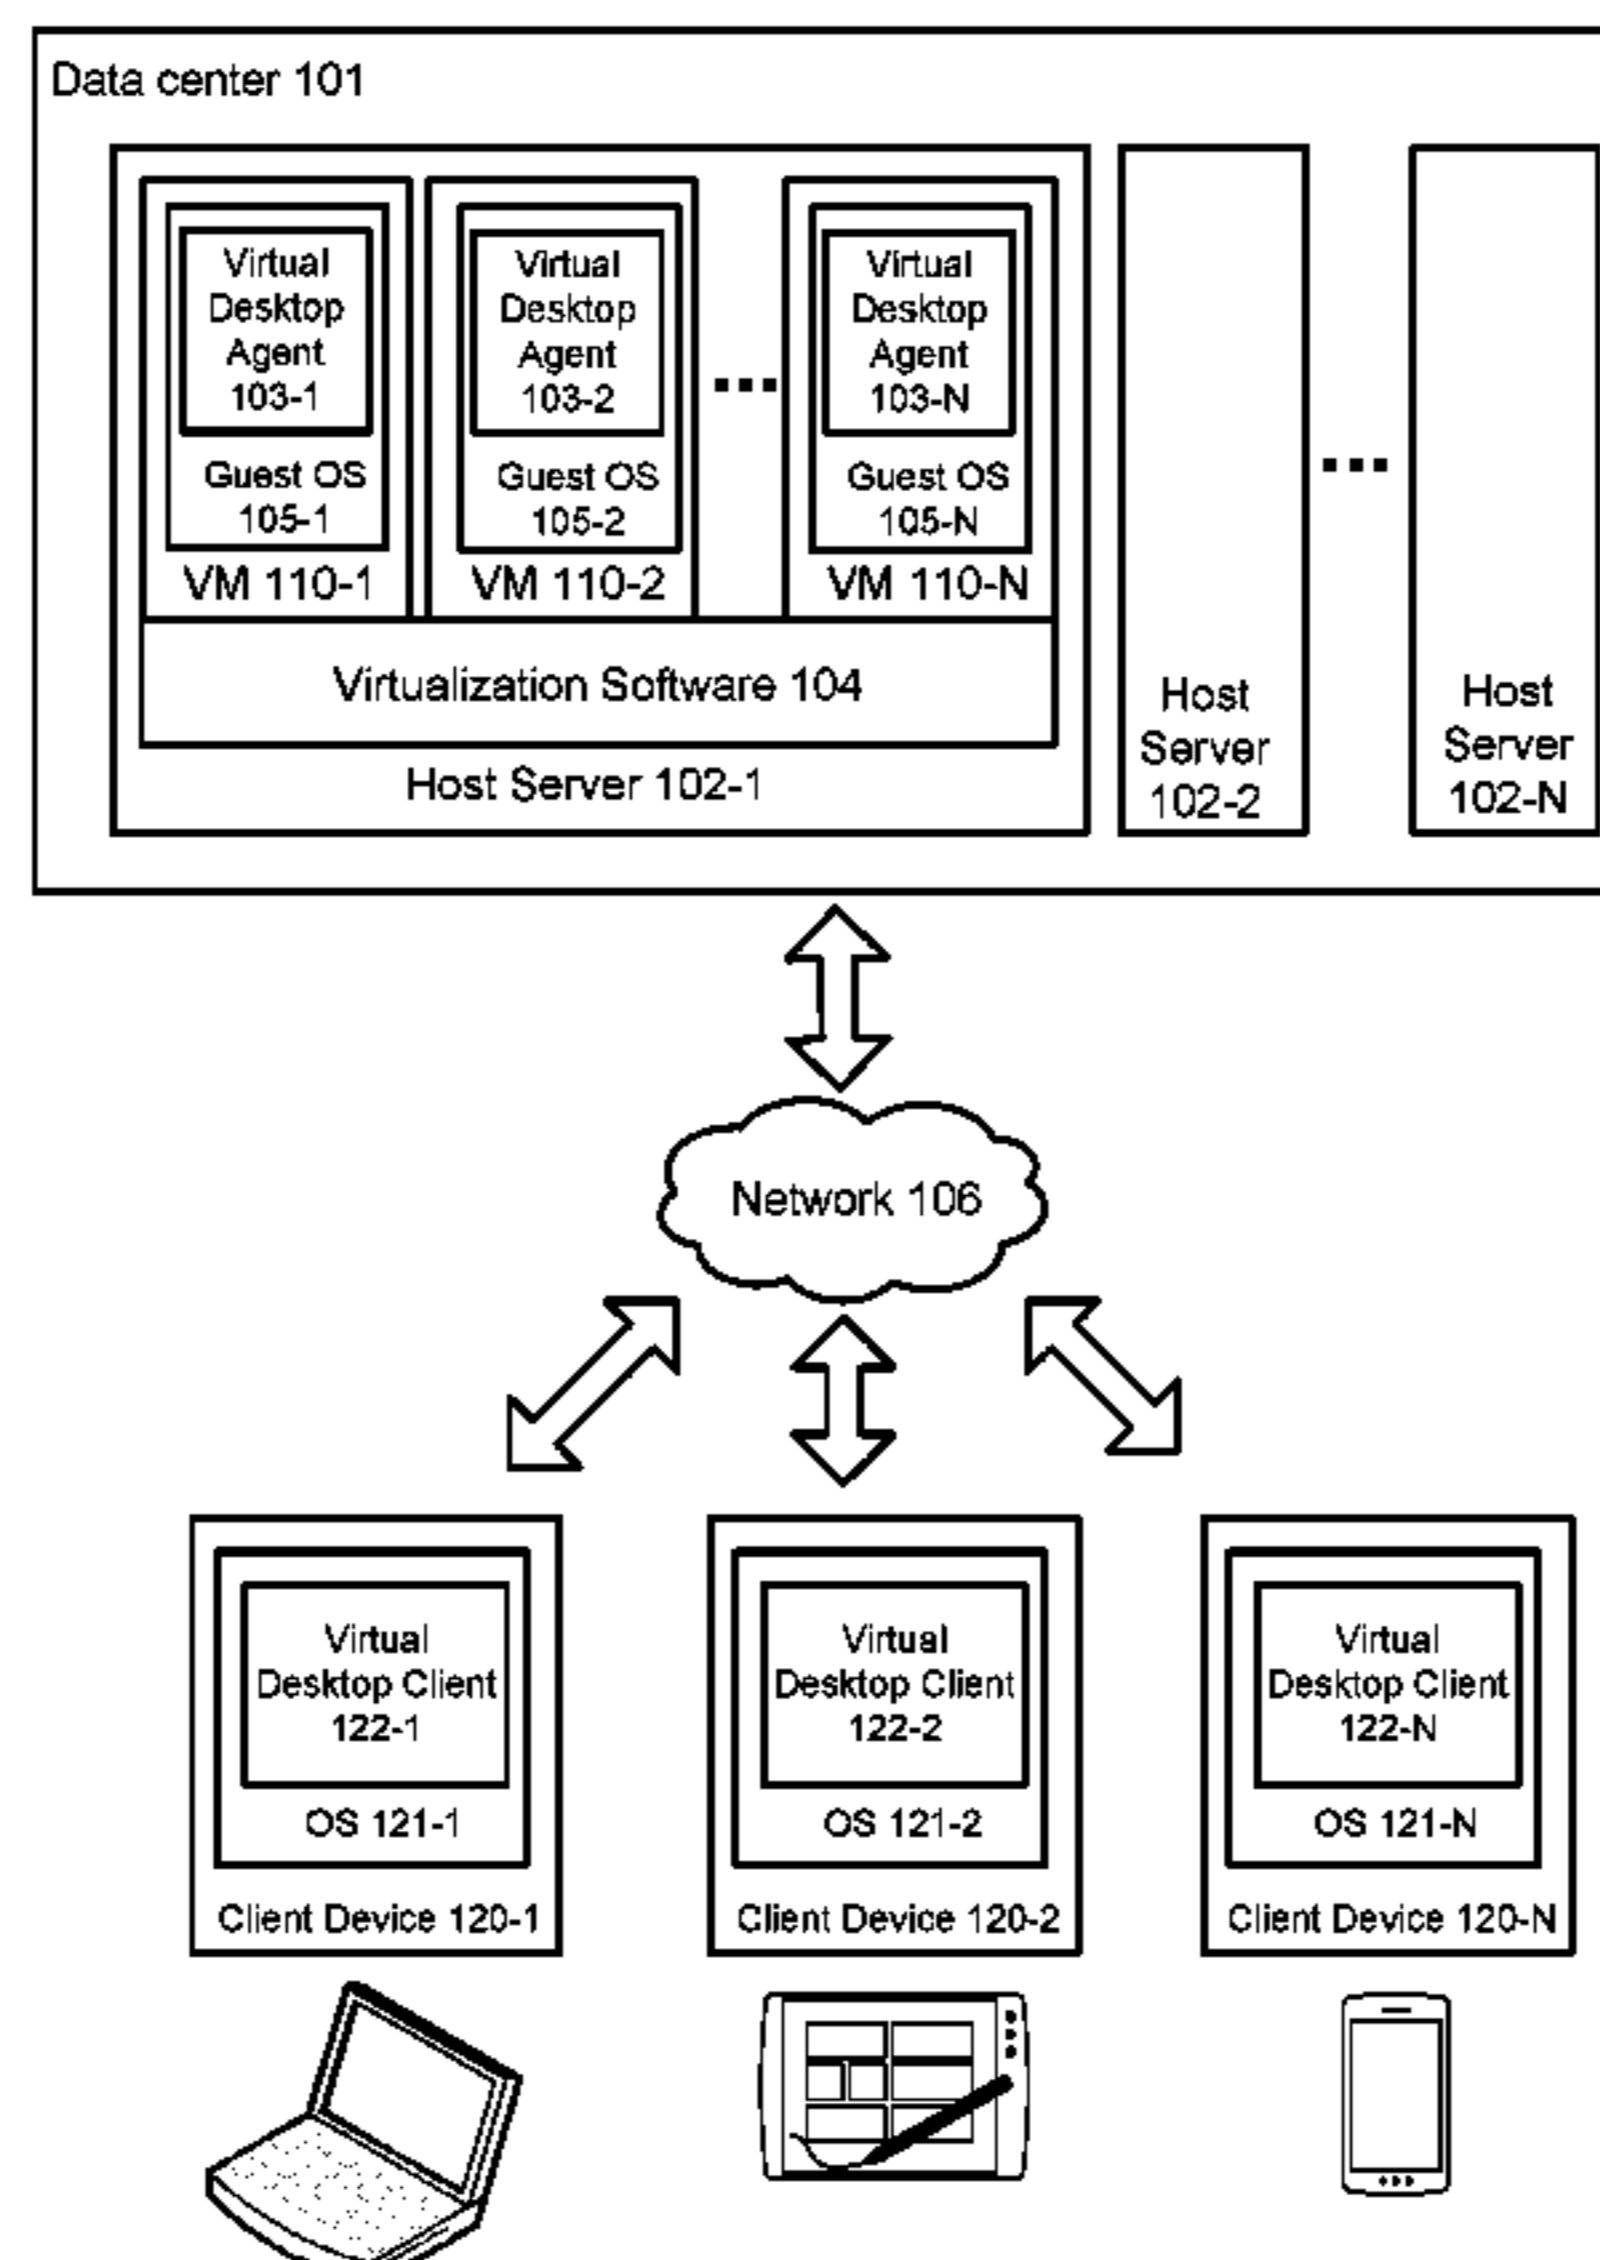 Data center 101
Virtual
Desktop
Agent
103-1
Guest OS
105-1
VM 110-1
Virtual
Desktop
Agent
103-2
Guest OS
105-2
VM 110-2
...
Virtual
Desktop
Agent
103-N
Guest OS
105-N
VM 110-N
Virtualization Software 104
Host Server 102-1
Host
Server
102-2
...
Host
Server
102-N
Network 106
Virtual
Desktop Client
122-1
OS 121-1
Client Device 120-1
Virtual
Desktop Client
122-2
OS 121-2
Client Device 120-2
Virtual
Desktop Client
122-N
OS 121-N
Client Device 120-N